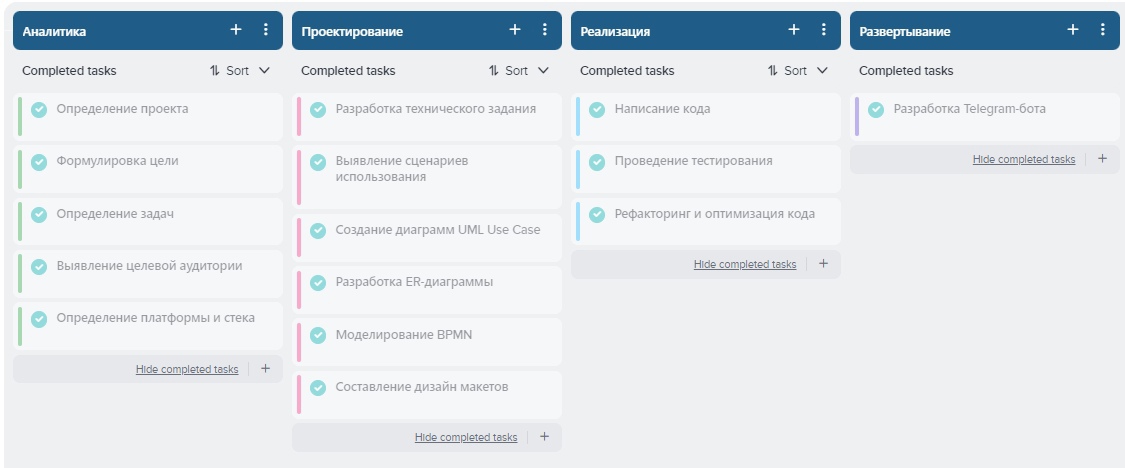 Аналитика
Completed tasks
Sort
Определение проекта
Формулировка цели
Определение задач
Выявление целевой аудитории
Определение платформы и стека
Hide completed tasks
Проектирование
Completed tasks
Sort
Разработка технического задания
Выявление сценариев
использования
Создание диаграмм UML Use Case
Разработка ER-диаграммы
Моделирование BPMN
Составление дизайн макетов
Hide completed tasks
Реализация
Completed tasks
Sort
Написание кода
Проведение тестирования
Рефакторинг и оптимизация кода
Hide completed tasks
Развертывание
Completed tasks
Разработка Telegram-бота
Hide completed tasks